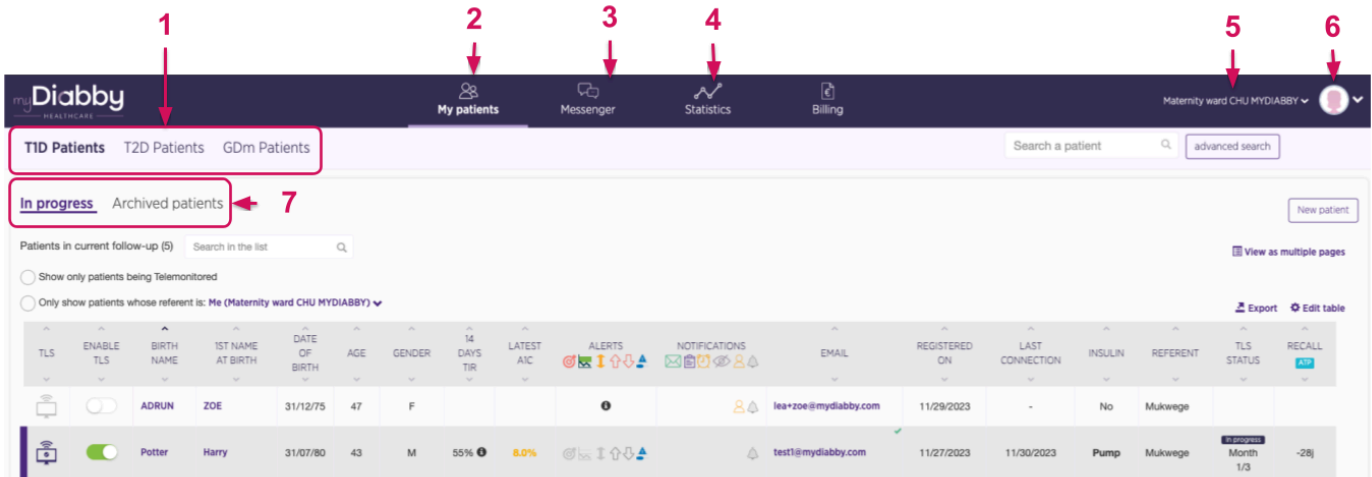 1 2 3 4 5 6
myDiabby
HEALTHCARE
My patients Messenger Statistics Billing
Maternity ward CHU MYDIABBY
T1D Patients T2D Patients GDm Patients
Search a patient advanced search
In progress Archived patients 7
New patient
Patients in current follow-up (5) Search in the list
View as multiple pages
Show only patients being Telemonitored
Only show patients whose referent is: Me (Maternity ward CHU MYDIABBY)
Export Edit table
TLS ENABLE TLS BIRTH NAME 1ST NAME AT BIRTH DATE OF BIRTH AGE GENDER 14 DAYS TIR LATEST A1C ALERTS NOTIFICATIONS EMAIL REGISTERED ON LAST CONNECTION INSULIN REFERENT TLS STATUS RECALL ATP
ADRUN ZOE 31/12/75 47 F lea+zoe@mydiabby.com 11/29/2023 - No Mukwege
Potter Harry 31/07/80 43 M 55% 8.0% test1@mydiabby.com 11/27/2023 11/30/2023 Pump Mukwege In progress Month 1/3 -28j